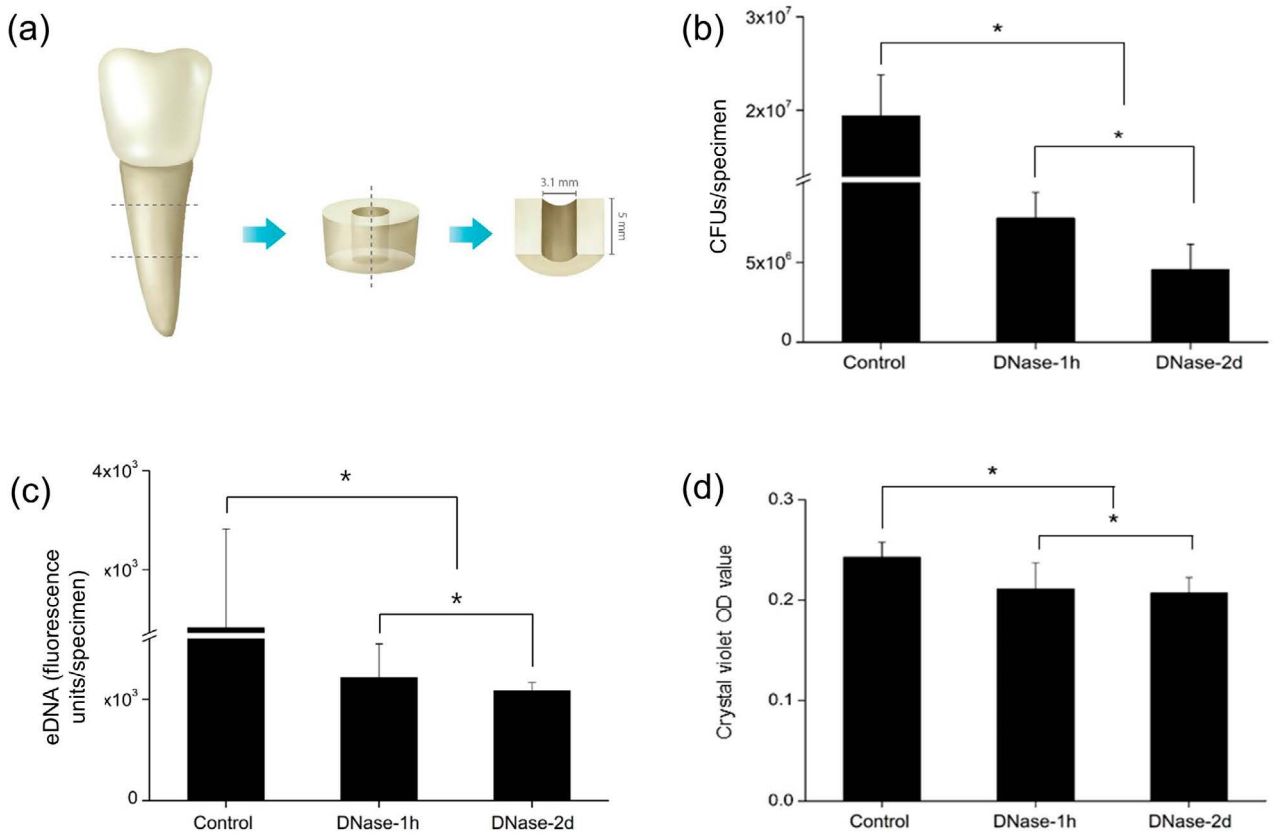 (a)
3.1 mm
5 mm
(b)
3x10⁷
2x10⁷
5x10⁶
0
CFUs/specimen
*
*
Control
DNase-1h
DNase-2d
(c)
4x10³
x10³
x10³
0
eDNA (fluorescence
units/specimen)
*
*
Control
DNase-1h
DNase-2d
(d)
0.3
0.2
0.1
0.0
Crystal violet OD value
*
*
Control
DNase-1h
DNase-2d